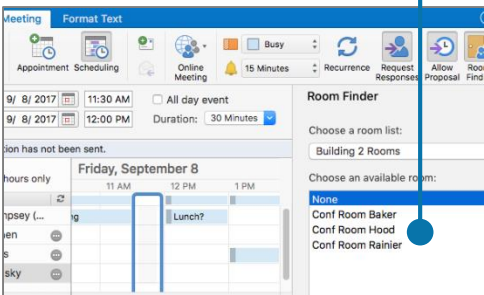 Meeting Format Text
Appointment Scheduling Online Meeting Busy 15 Minutes Recurrence Request Responses Allow Proposal
9/ 8/ 2017 11:30 AM All day event
9/ 8/ 2017 12:00 PM Duration: 30 Minutes
Room Finder
Choose a room list:
Building 2 Rooms
Choose an available room:
None
Conf Room Baker
Conf Room Hood
Conf Room Rainier
has not been sent.
hours only
Friday, September 8
11 AM 12 PM 1 PM
Lunch?
sky